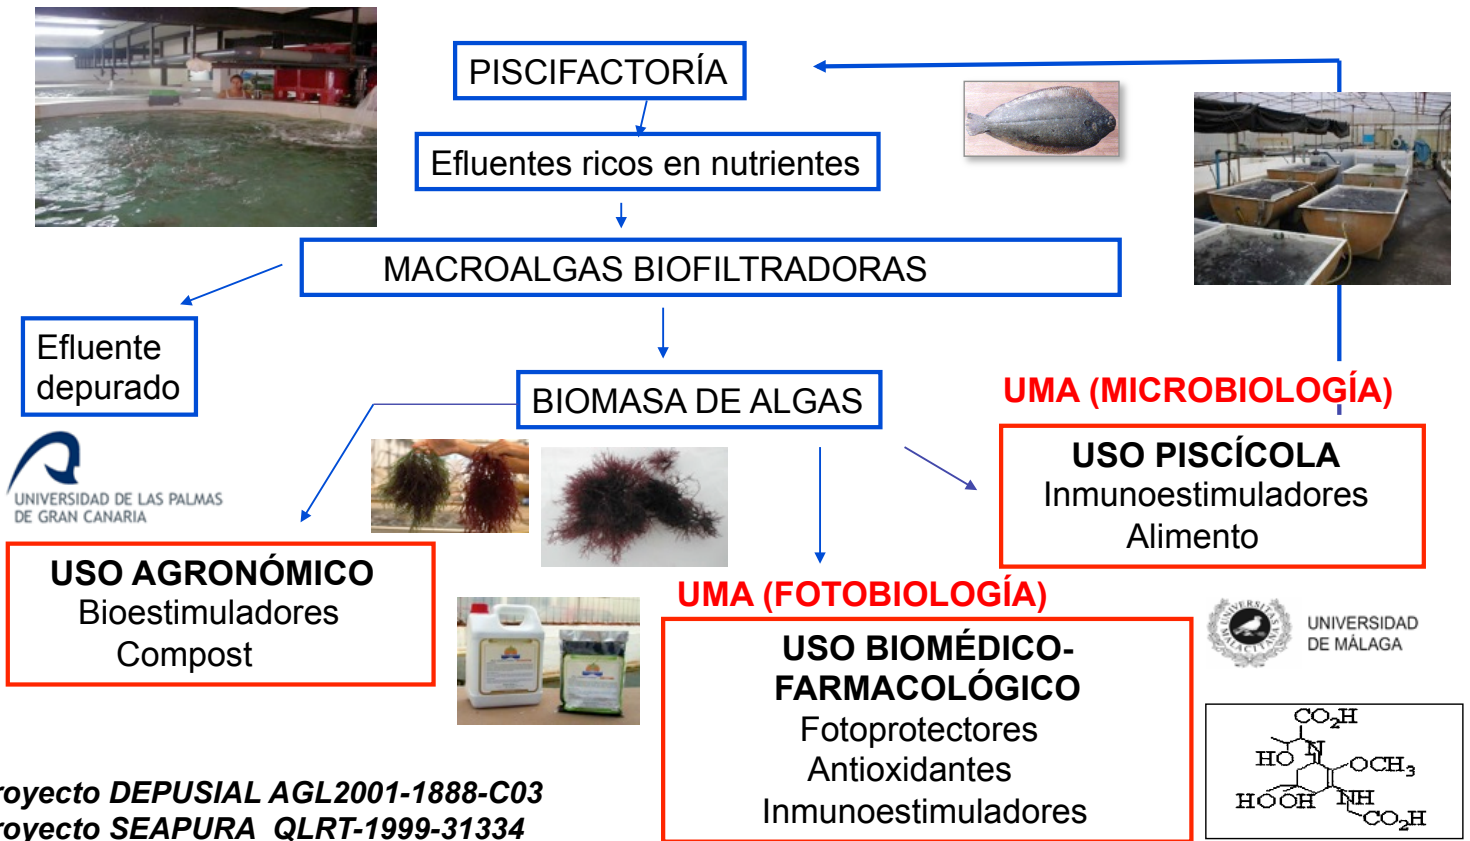 PISCIFACTORÍA
Efluentes ricos en nutrientes
MACROALGAS BIOFILTRADORAS
Efluente
depurado
BIOMASA DE ALGAS
UMA (MICROBIOLOGÍA)
USO PISCÍCOLA
Inmunoestimuladores
Alimento
UNIVERSIDAD DE LAS PALMAS
DE GRAN CANARIA
USO AGRONÓMICO
Bioestimuladores
Compost
UMA (FOTOBIOLOGÍA)
USO BIOMÉDICO-
FARMACOLÓGICO
Fotoprotectores
Antioxidantes
Inmunoestimuladores
UNIVERSIDAD
DE MÁLAGA
CO₂H
HO
N
OCH₃
HO
OH
NH
CO₂H
royecto DEPUSIAL AGL2001-1888-C03
royecto SEAPURA QLRT-1999-31334